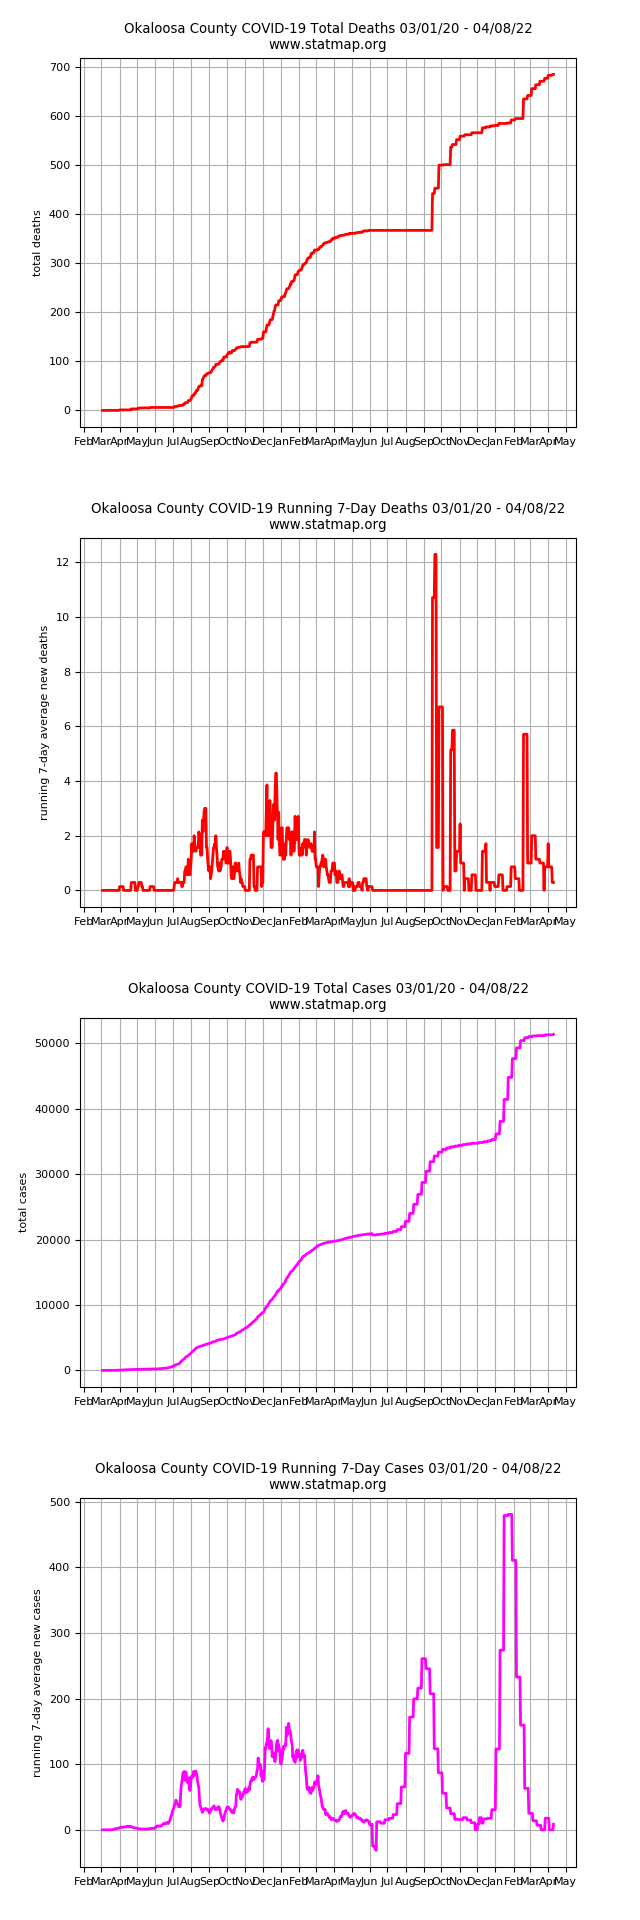 Okaloosa County COVID-19 Total Deaths 03/01/20 - 04/08/22
www.statmap.org
700
600
500
400
300
200
100
0
total deaths
Feb Mar Apr May Jun Jul Aug Sep Oct Nov Dec Jan Feb Mar Apr May Jun Jul Aug Sep Oct Nov Dec Jan Feb Mar Apr May
Okaloosa County COVID-19 Running 7-Day Deaths 03/01/20 - 04/08/22
www.statmap.org
12
10
8
6
4
2
0
running 7-day average new deaths
Feb Mar Apr May Jun Jul Aug Sep Oct Nov Dec Jan Feb Mar Apr May Jun Jul Aug Sep Oct Nov Dec Jan Feb Mar Apr May
Okaloosa County COVID-19 Total Cases 03/01/20 - 04/08/22
www.statmap.org
50000
40000
30000
20000
10000
0
total cases
Feb Mar Apr May Jun Jul Aug Sep Oct Nov Dec Jan Feb Mar Apr May Jun Jul Aug Sep Oct Nov Dec Jan Feb Mar Apr May
Okaloosa County COVID-19 Running 7-Day Cases 03/01/20 - 04/08/22
www.statmap.org
500
400
300
200
100
0
running 7-day average new cases
Feb Mar Apr May Jun Jul Aug Sep Oct Nov Dec Jan Feb Mar Apr May Jun Jul Aug Sep Oct Nov Dec Jan Feb Mar Apr May